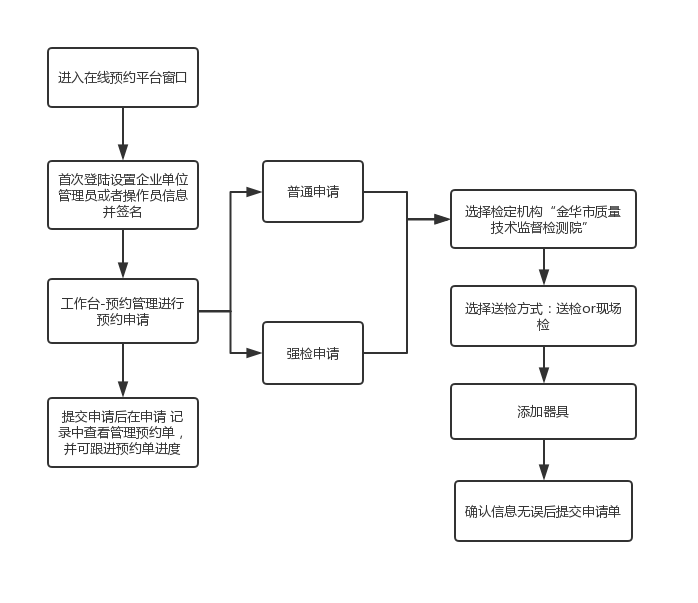 进入在线预约平台窗口
首次登陆设置企业单位
管理员或者操作员信息
并签名
工作台-预约管理进行
预约申请
提交申请后在申请 记
录中查看管理预约单，
并可跟进预约单进度
普通申请
强检申请
选择检定机构“金华市质量
技术监督检测院”
选择送检方式：送检or现场
检
添加器具
确认信息无误后提交申请单